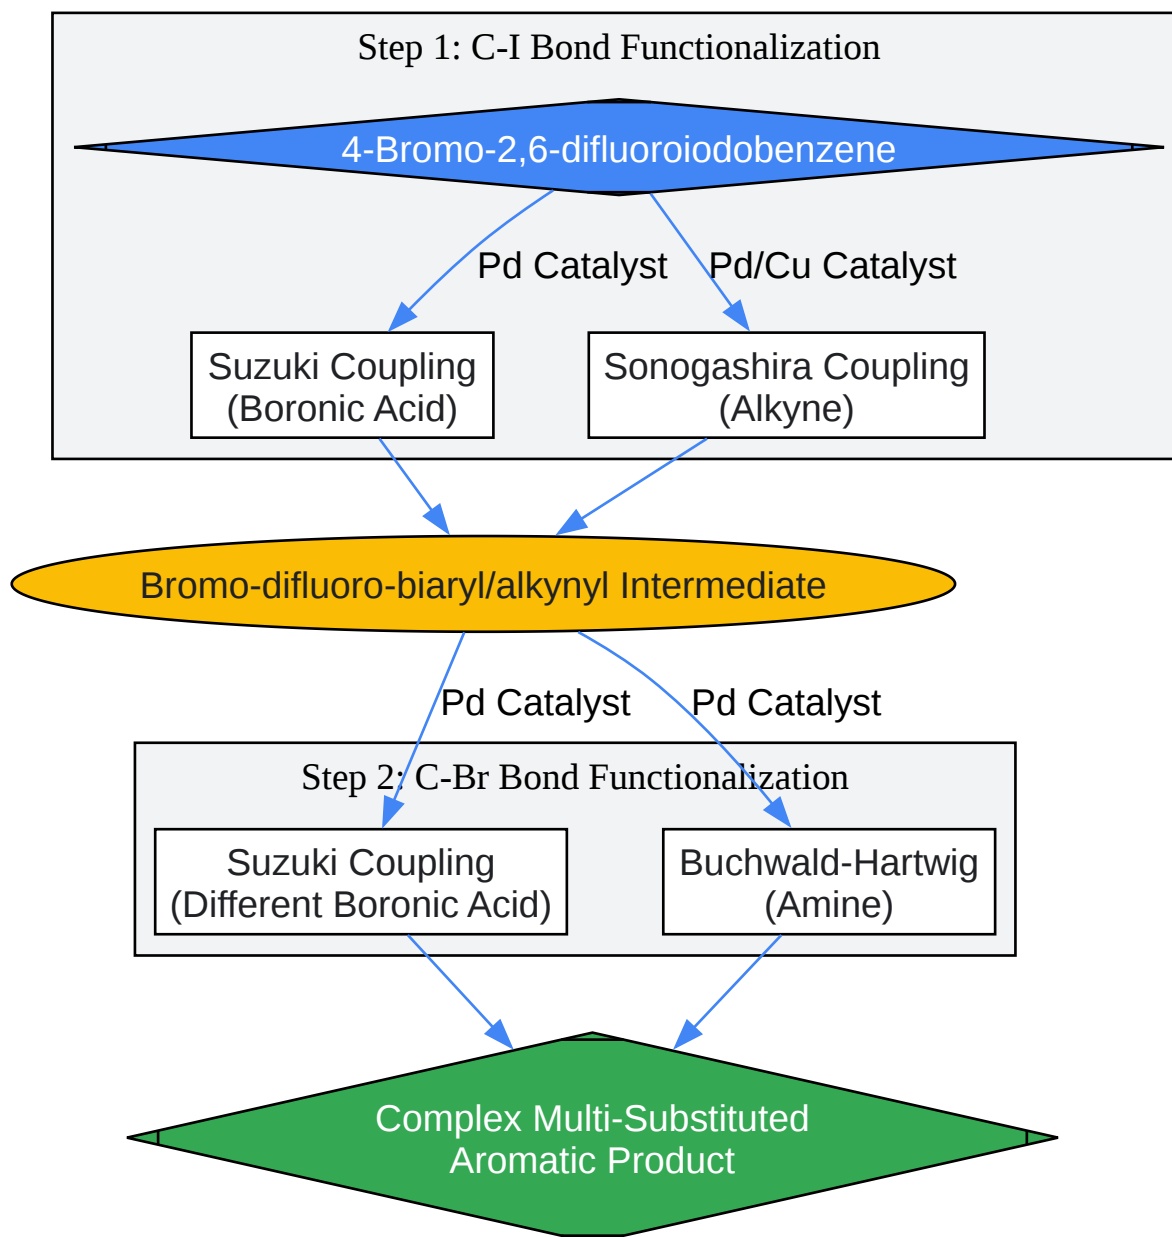 Step 1: C-I Bond Functionalization
4-Bromo-2,6-difluoroiodobenzene
Pd Catalyst
Pd/Cu Catalyst
Suzuki Coupling
(Boronic Acid)
Sonogashira Coupling
(Alkyne)
Bromo-difluoro-biaryl/alkynyl Intermediate
Pd Catalyst
Pd Catalyst
Step 2: C-Br Bond Functionalization
Suzuki Coupling
(Different Boronic Acid)
Buchwald-Hartwig
(Amine)
Complex Multi-Substituted
Aromatic Product